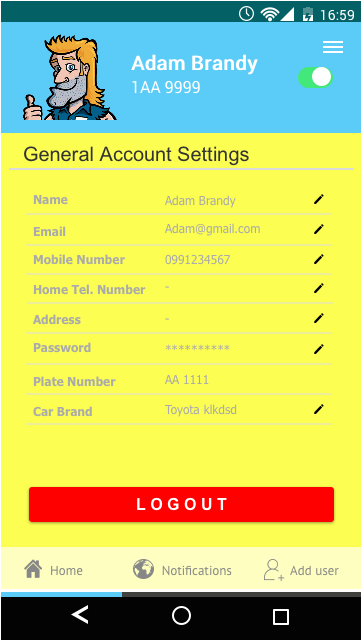 16:59
Adam Brandy
1AA 9999
General Account Settings
Name Adam Brandy
Email Adam@gmail.com
Mobile Number 0991234567
Home Tel. Number -
Address -
Password **********
Plate Number AA 1111
Car Brand Toyota klkdsd
LOGOUT
Home Notifications Add user